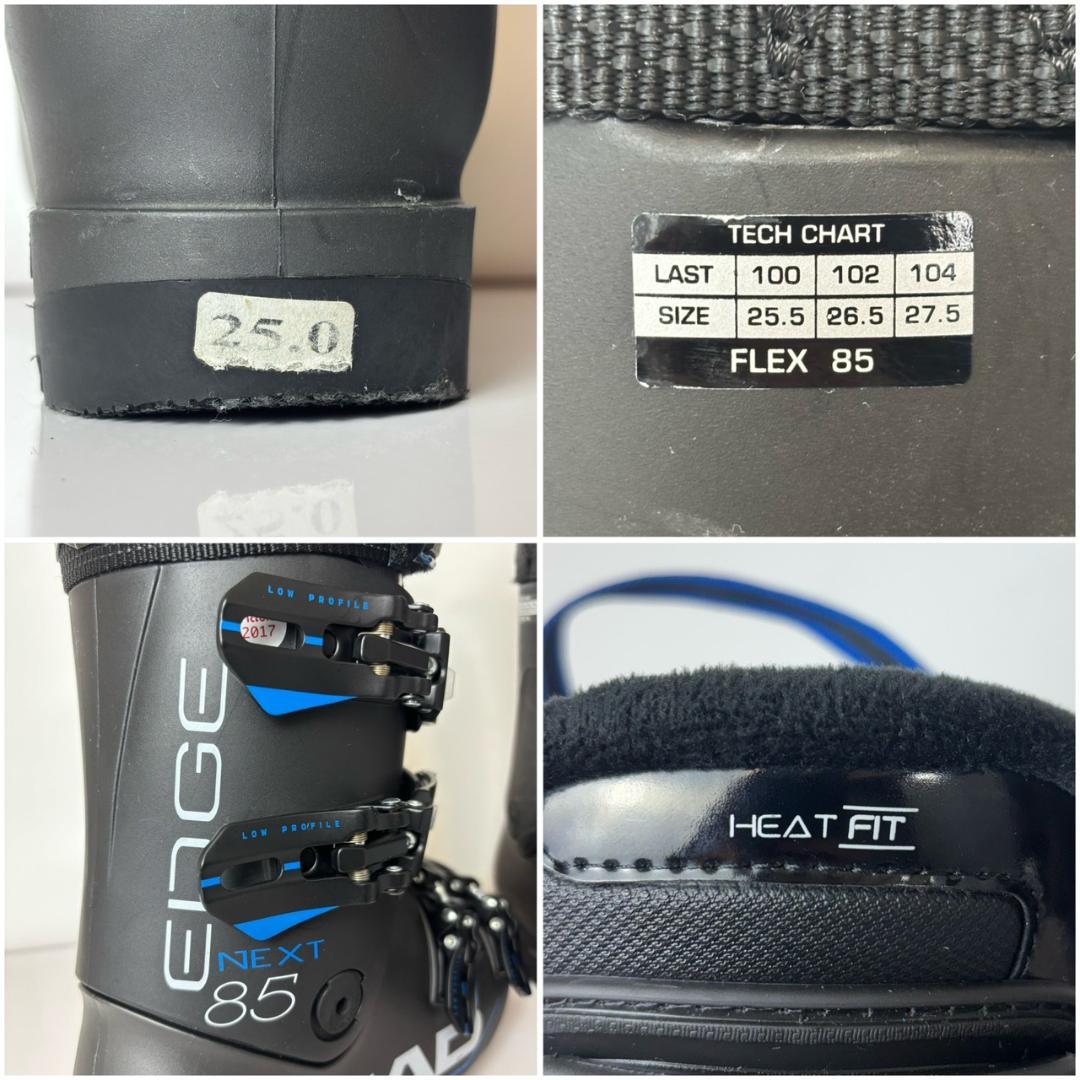 25.0
TECH CHART
LAST 100 102 104
SIZE 25.5 26.5 27.5
FLEX 85
LOW PROFILE
2017
EDGE
LOW PROFILE
NEXT
85
HEAT FIT